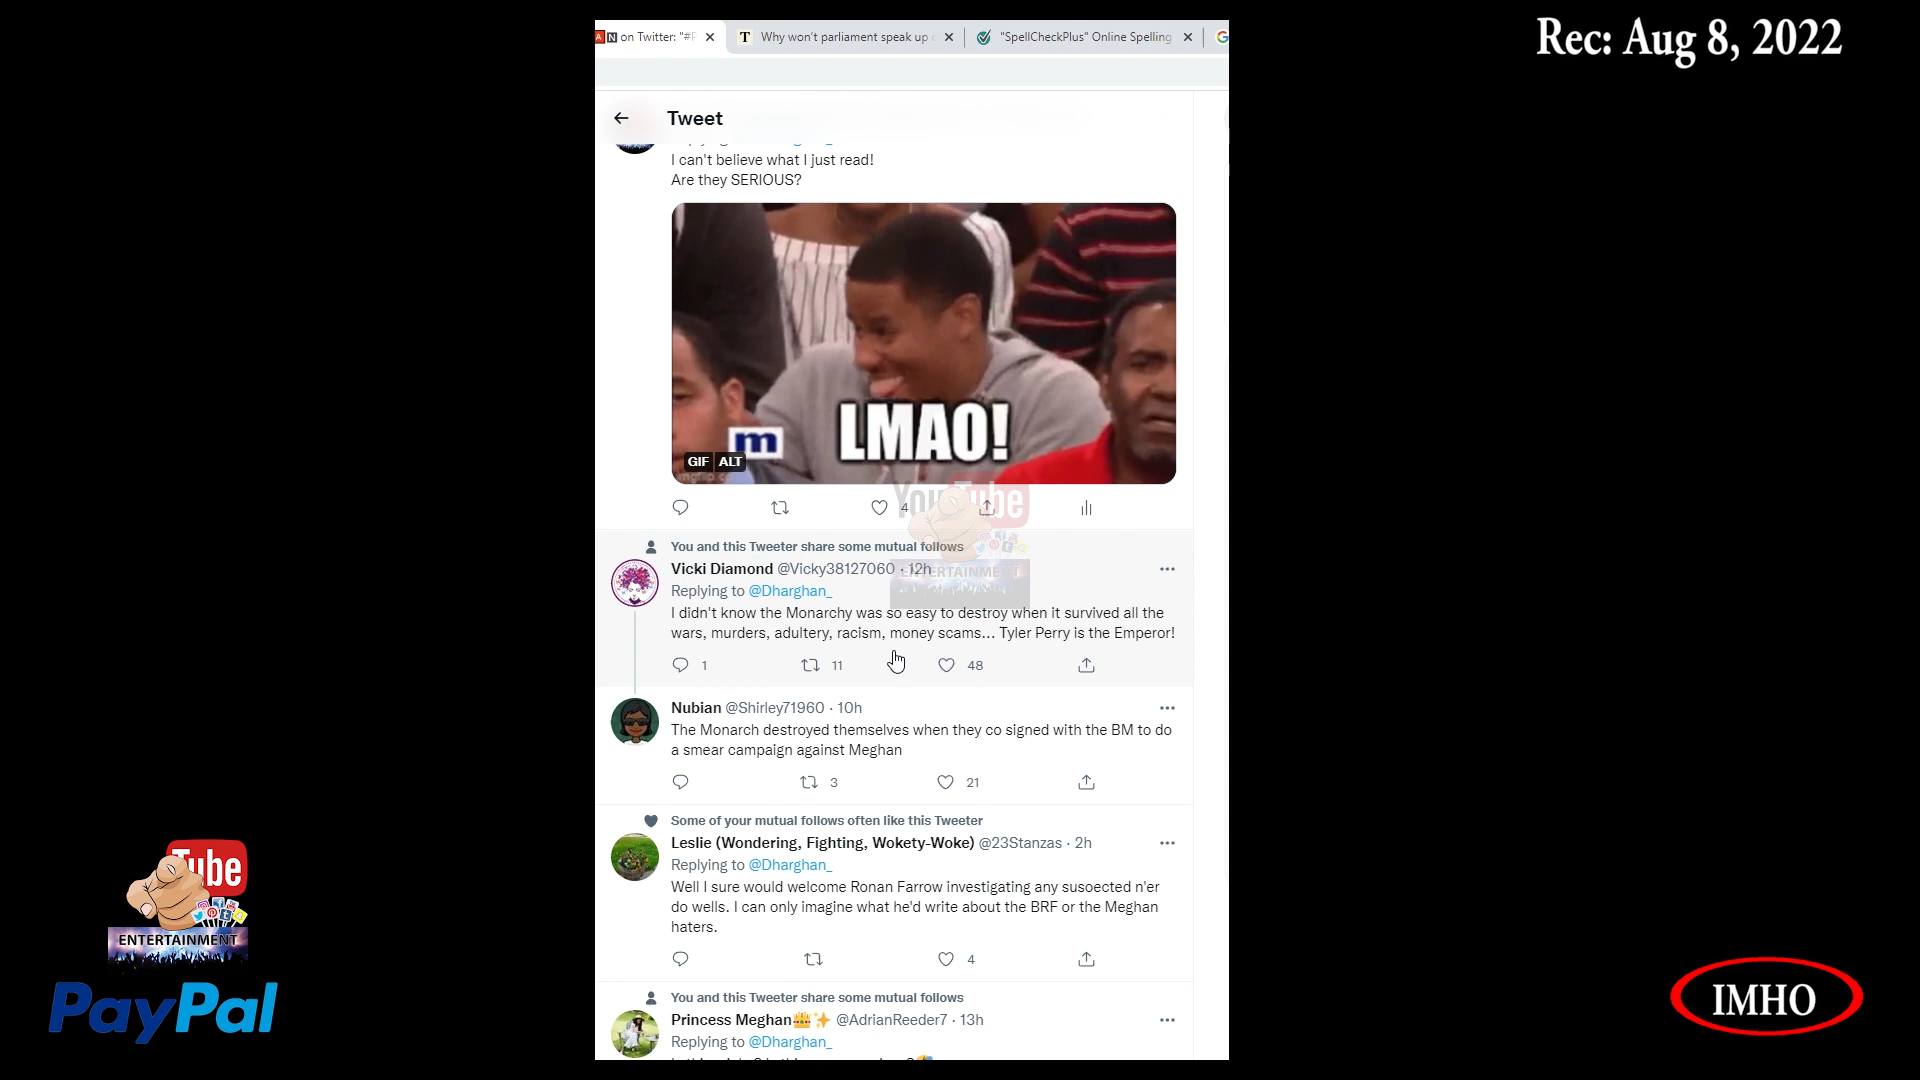 Rec: Aug 8, 2022
on Twitter: "#
Why won't parliament speak up
"SpellCheckPlus" Online Spelling
Tweet
I can't believe what I just read!
Are they SERIOUS?
LMAO!
m
GIF ALT
4
YouTube
ENTERTAINMENT
You and this Tweeter share some mutual follows
Vicki Diamond @Vicky38127060 · 12h
Replying to @Dharghan_
I didn't know the Monarchy was so easy to destroy when it survived all the
wars, murders, adultery, racism, money scams... Tyler Perry is the Emperor!
1 11 48
Nubian @Shirley71960 · 10h
The Monarch destroyed themselves when they co signed with the BM to do
a smear campaign against Meghan
3 21
Some of your mutual follows often like this Tweeter
Leslie (Wondering, Fighting, Wokety-Woke) @23Stanzas · 2h
Replying to @Dharghan_
Well I sure would welcome Ronan Farrow investigating any susoected n'er
do wells. I can only imagine what he'd write about the BRF or the Meghan
haters.
4
You and this Tweeter share some mutual follows
Princess Meghan @AdrianReeder7 · 13h
Replying to @Dharghan_
Tube
ENTERTAINMENT
PayPal
IMHO